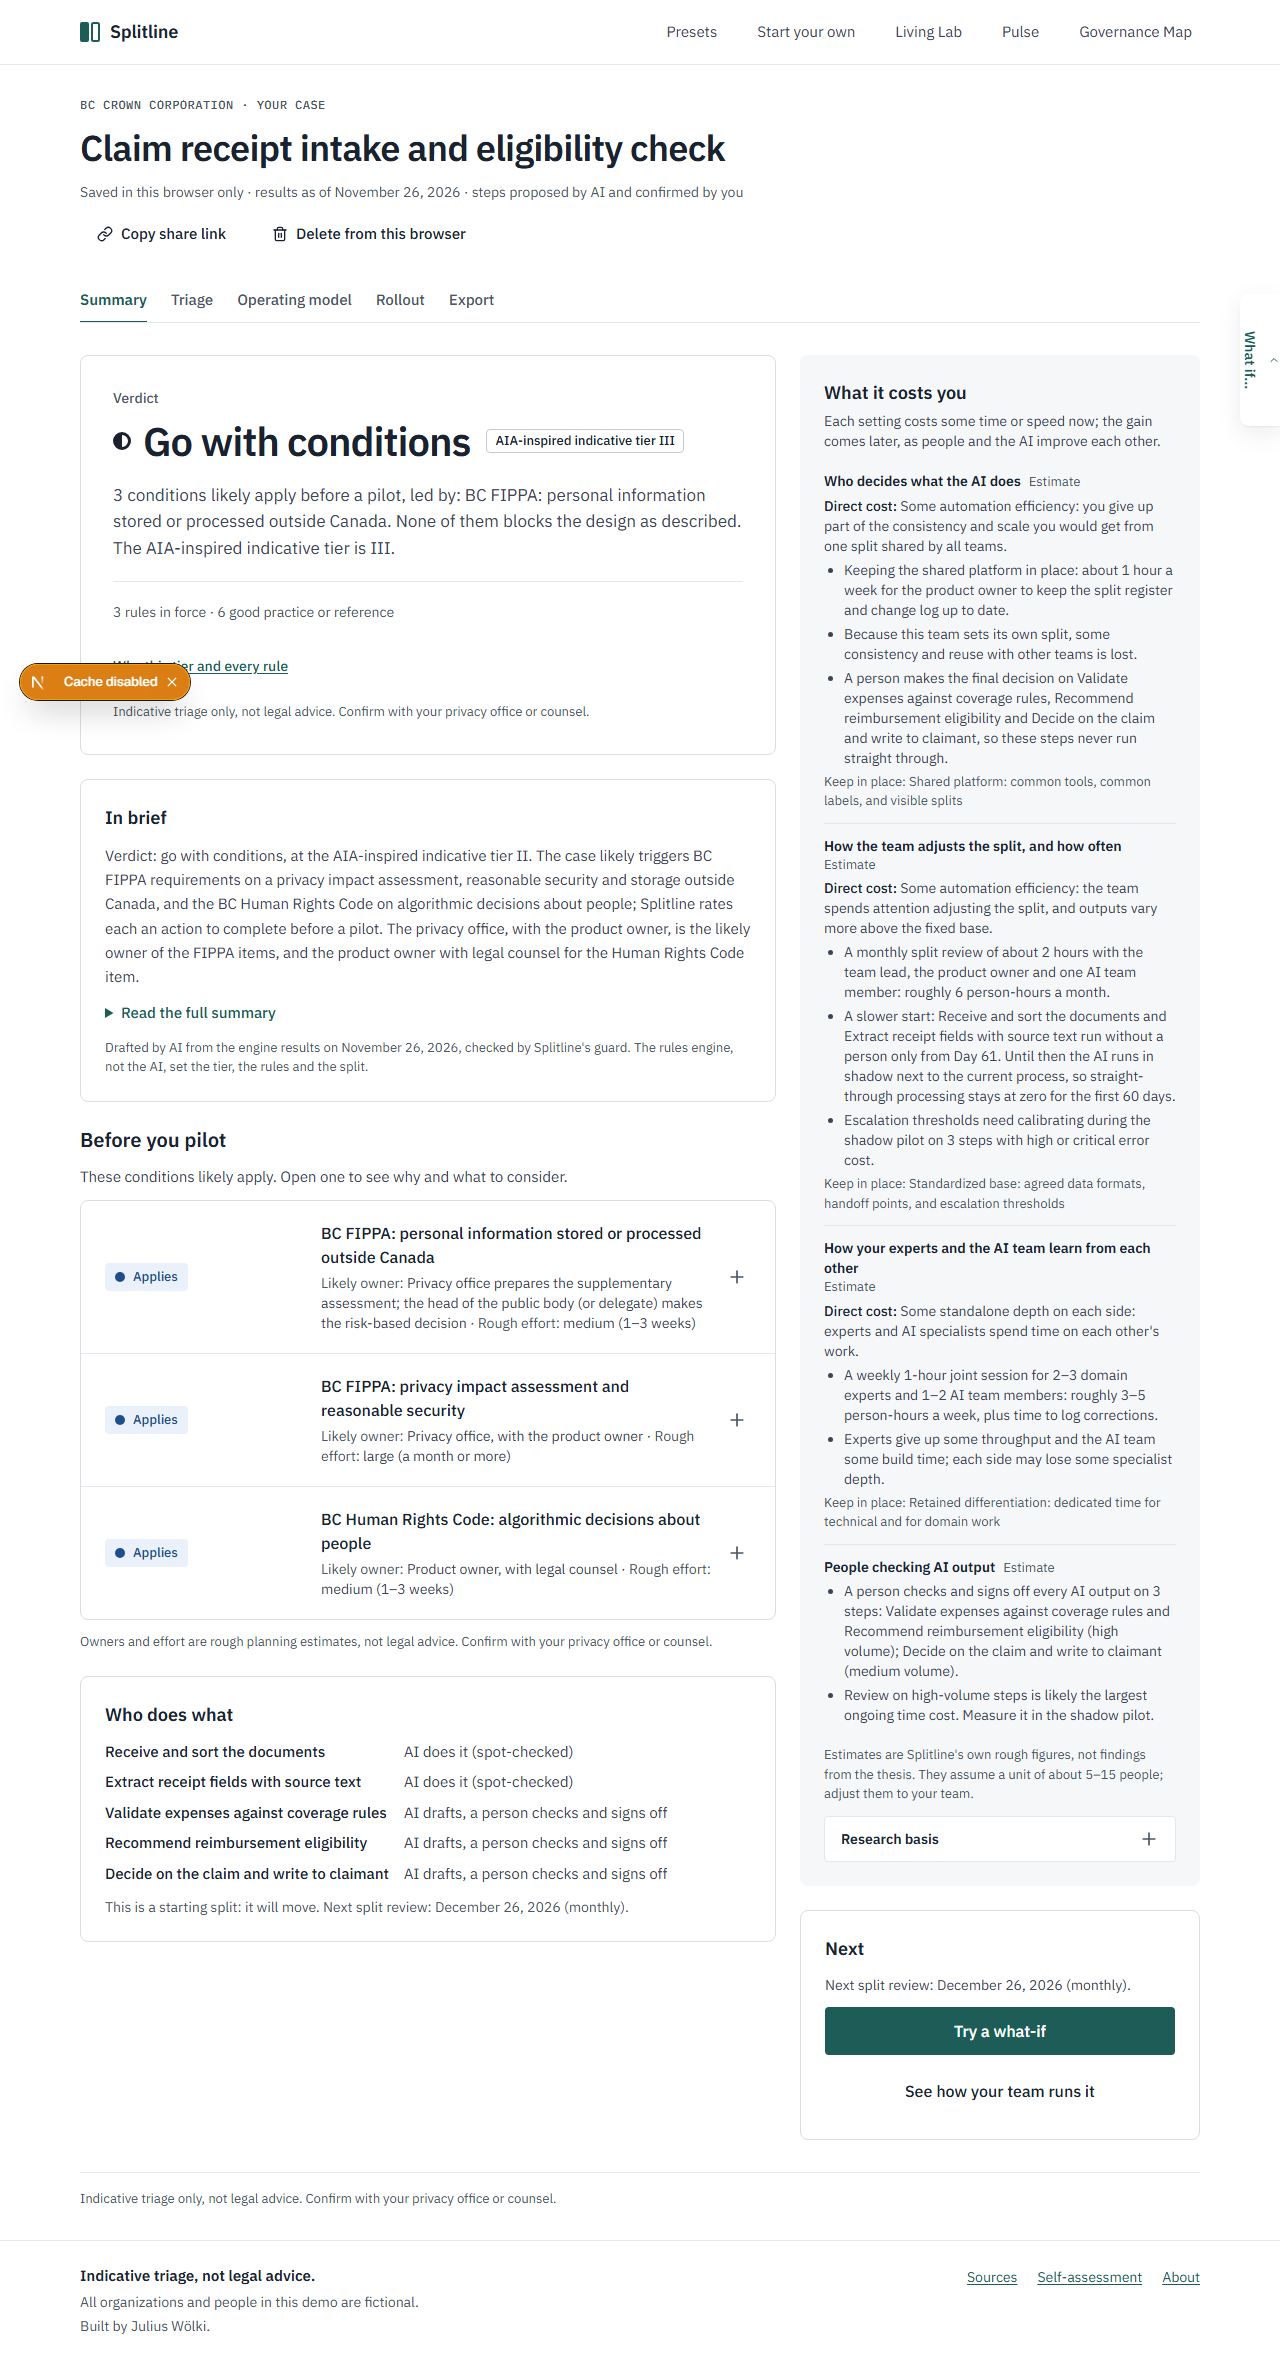 Splitline
Presets
Start your own
Living Lab
Pulse
Governance Map
BC CROWN CORPORATION · YOUR CASE
Claim receipt intake and eligibility check
Saved in this browser only · results as of November 26, 2026 · steps proposed by AI and confirmed by you
Copy share link
Delete from this browser
Summary
Triage
Operating model
Rollout
Export
What if...
Verdict
Go with conditions
AIA-inspired indicative tier III
3 conditions likely apply before a pilot, led by: BC FIPPA: personal information
stored or processed outside Canada. None of them blocks the design as described.
The AIA-inspired indicative tier is III.
3 rules in force · 6 good practice or reference
tier and every rule
Cache disabled
Indicative triage only, not legal advice. Confirm with your privacy office or counsel.
In brief
Verdict: go with conditions, at the AIA-inspired indicative tier II. The case likely triggers BC
FIPPA requirements on a privacy impact assessment, reasonable security and storage outside
Canada, and the BC Human Rights Code on algorithmic decisions about people; Splitline rates
each an action to complete before a pilot. The privacy office, with the product owner, is the likely
owner of the FIPPA items, and the product owner with legal counsel for the Human Rights Code
item.
Read the full summary
Drafted by AI from the engine results on November 26, 2026, checked by Splitline's guard. The rules engine,
not the AI, set the tier, the rules and the split.
Before you pilot
These conditions likely apply. Open one to see why and what to consider.
Applies
BC FIPPA: personal information stored or processed
outside Canada
Likely owner: Privacy office prepares the supplementary
assessment; the head of the public body (or delegate) makes
the risk-based decision · Rough effort: medium (1–3 weeks)
Applies
BC FIPPA: privacy impact assessment and
reasonable security
Likely owner: Privacy office, with the product owner · Rough
effort: large (a month or more)
Applies
BC Human Rights Code: algorithmic decisions about
people
Likely owner: Product owner, with legal counsel · Rough effort:
medium (1–3 weeks)
Owners and effort are rough planning estimates, not legal advice. Confirm with your privacy office or counsel.
Who does what
Receive and sort the documents AI does it (spot-checked)
Extract receipt fields with source text AI does it (spot-checked)
Validate expenses against coverage rules AI drafts, a person checks and signs off
Recommend reimbursement eligibility AI drafts, a person checks and signs off
Decide on the claim and write to claimant AI drafts, a person checks and signs off
This is a starting split: it will move. Next split review: December 26, 2026 (monthly).
What it costs you
Each setting costs some time or speed now; the gain
comes later, as people and the AI improve each other.
Who decides what the AI does Estimate
Direct cost: Some automation efficiency: you give up
part of the consistency and scale you would get from
one split shared by all teams.
• Keeping the shared platform in place: about 1 hour a
week for the product owner to keep the split register
and change log up to date.
• Because this team sets its own split, some
consistency and reuse with other teams is lost.
• A person makes the final decision on Validate
expenses against coverage rules, Recommend
reimbursement eligibility and Decide on the claim
and write to claimant, so these steps never run
straight through.
Keep in place: Shared platform: common tools, common
labels, and visible splits
How the team adjusts the split, and how often
Estimate
Direct cost: Some automation efficiency: the team
spends attention adjusting the split, and outputs vary
more above the fixed base.
• A monthly split review of about 2 hours with the
team lead, the product owner and one AI team
member: roughly 6 person-hours a month.
• A slower start: Receive and sort the documents and
Extract receipt fields with source text run without a
person only from Day 61. Until then the AI runs in
shadow next to the current process, so straight-
through processing stays at zero for the first 60 days.
• Escalation thresholds need calibrating during the
shadow pilot on 3 steps with high or critical error
cost.
Keep in place: Standardized base: agreed data formats,
handoff points, and escalation thresholds
How your experts and the AI team learn from each
other
Estimate
Direct cost: Some standalone depth on each side:
experts and AI specialists spend time on each other's
work.
• A weekly 1-hour joint session for 2–3 domain
experts and 1–2 AI team members: roughly 3–5
person-hours a week, plus time to log corrections.
• Experts give up some throughput and the AI team
some build time; each side may lose some specialist
depth.
Keep in place: Retained differentiation: dedicated time for
technical and for domain work
People checking AI output Estimate
• A person checks and signs off every AI output on 3
steps: Validate expenses against coverage rules and
Recommend reimbursement eligibility (high
volume); Decide on the claim and write to claimant
(medium volume).
• Review on high-volume steps is likely the largest
ongoing time cost. Measure it in the shadow pilot.
Estimates are Splitline's own rough figures, not findings
from the thesis. They assume a unit of about 5–15 people;
adjust them to your team.
Research basis
Next
Next split review: December 26, 2026 (monthly).
Try a what-if
See how your team runs it
Indicative triage only, not legal advice. Confirm with your privacy office or counsel.
Indicative triage, not legal advice.
All organizations and people in this demo are fictional.
Built by Julius Wölki.
Sources
Self-assessment
About